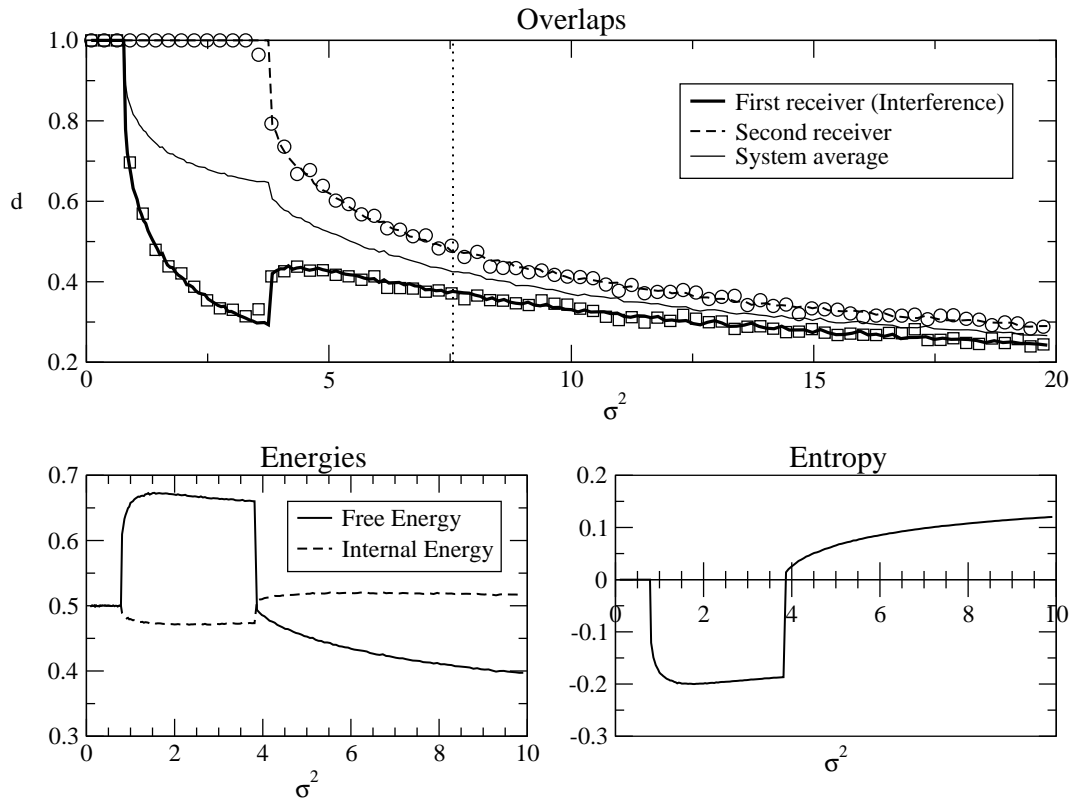 Overlaps
1.0
0.8
0.6
0.4
0.2
d
First receiver (Interference)
Second receiver
System average
0 5 10 15 20
σ²
Energies
0.7
0.6
0.5
0.4
0.3
Free Energy
Internal Energy
0 2 4 6 8 10
σ²
Entropy
0.2
0.1
0
-0.1
-0.2
-0.3
0 2 4 6 8 10
σ²